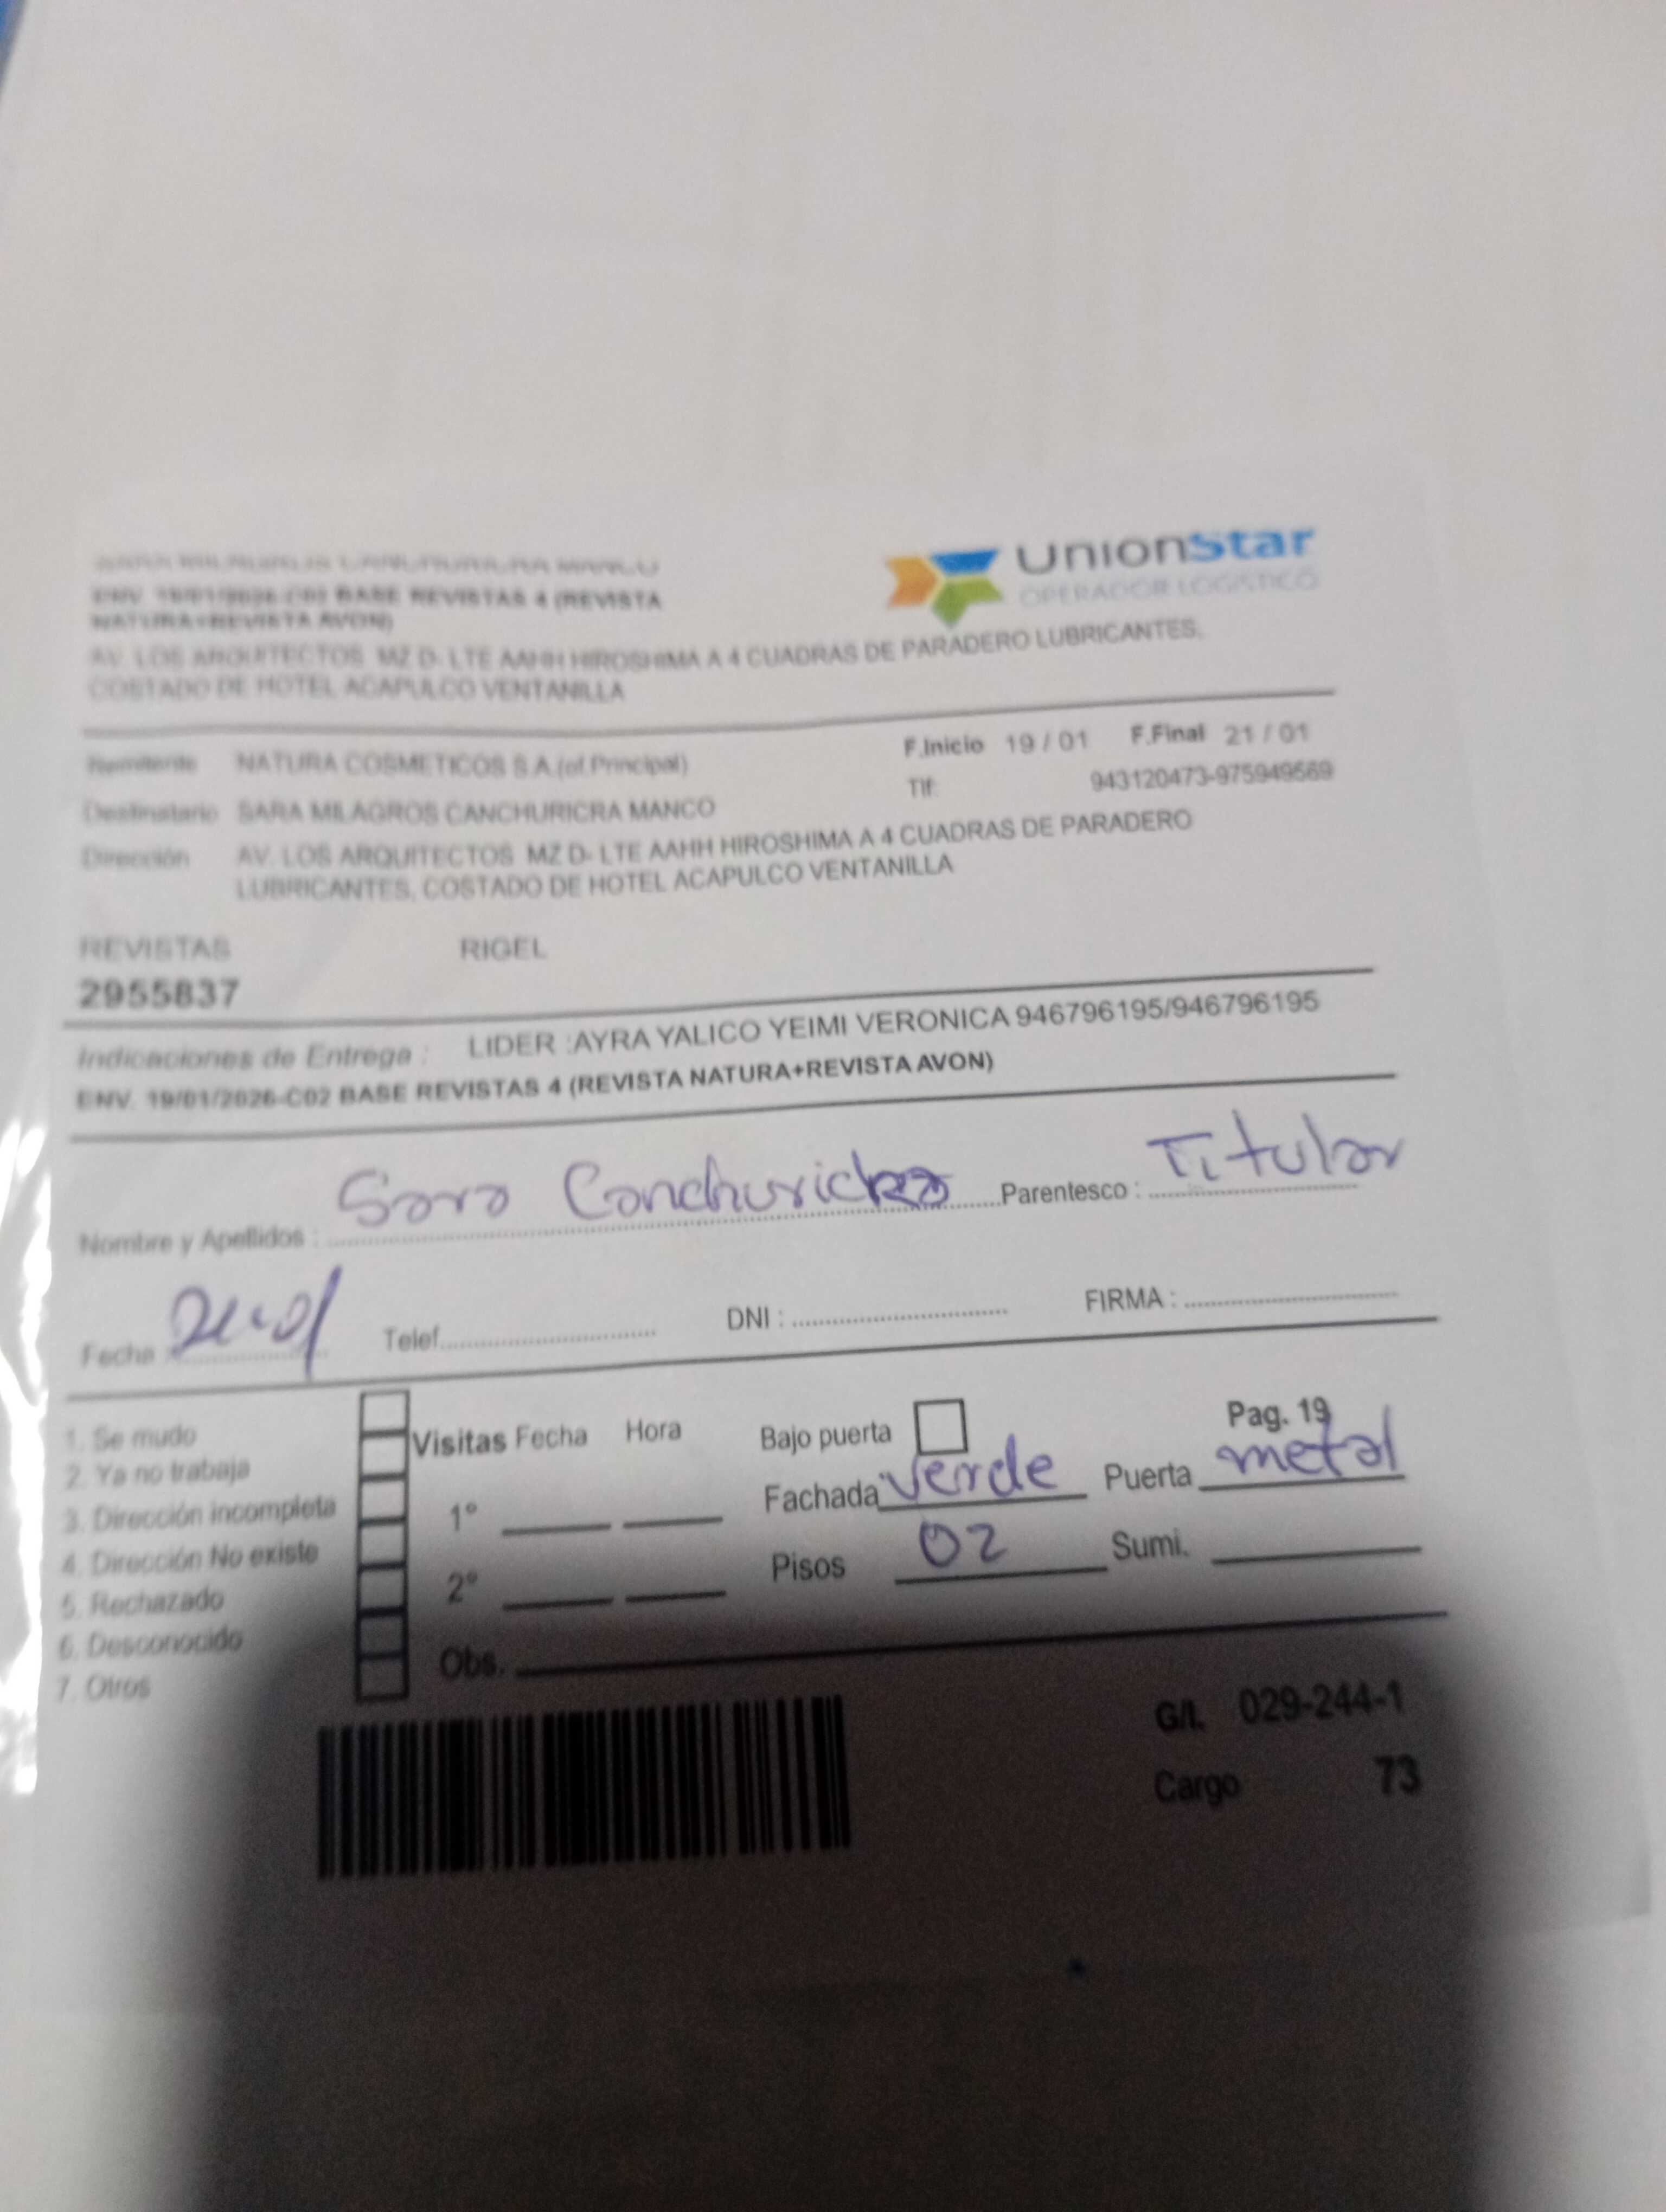 UNIONStar
OPERADOR LOGISTICO
SARA MILAGROS CANCHURICRA MANCO
ENV. 19/01/2026-C02 BASE REVISTAS 4 (REVISTA
NATURA+REVISTA AVON)
AV. LOS ARQUITECTOS MZ D- LTE AAHH HIROSHIMA A 4 CUADRAS DE PARADERO LUBRICANTES,
COSTADO DE HOTEL ACAPULCO VENTANILLA
Remitente NATURA COSMETICOS S.A.(of.Principal) F.Inicio 19 / 01 F.Final 21 / 01
Tlf: 943120473-975949569
Destinatario SARA MILAGROS CANCHURICRA MANCO
Dirección AV. LOS ARQUITECTOS MZ D- LTE AAHH HIROSHIMA A 4 CUADRAS DE PARADERO
LUBRICANTES, COSTADO DE HOTEL ACAPULCO VENTANILLA
REVISTAS RIGEL
2955837
Indicaciones de Entrega : LIDER :AYRA YALICO YEIMI VERONICA 946796195/946796195
ENV. 19/01/2026-C02 BASE REVISTAS 4 (REVISTA NATURA+REVISTA AVON)
Nombre y Apellidos : Sara Parentesco : Titular
Fecha Telef. DNI : FIRMA :
1. Se mudo
2. Ya no trabaja
3. Dirección incompleta
4. Dirección No existe
5. Rechazado
6. Desconocido
7. Otros
Visitas Fecha Hora
1°
2°
Obs.
Bajo puerta Pag. 19
Fachada verde Puerta metal
Pisos 02 Sumi.
G/I. 029-244-1
Cargo 73